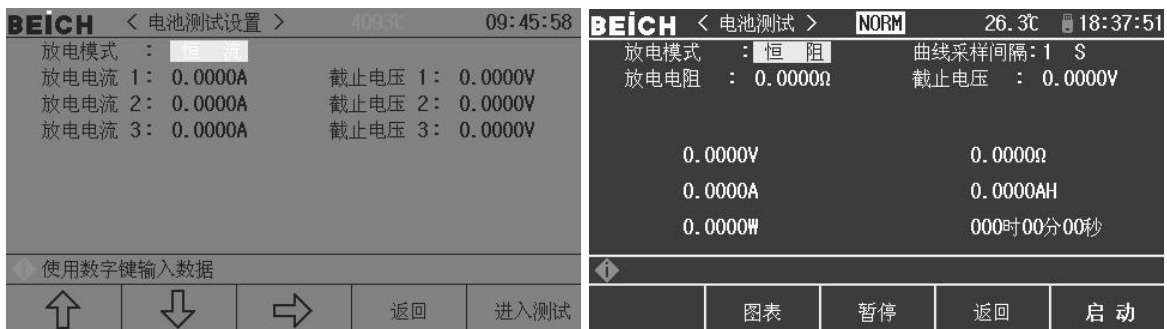 BEICH < 电池测试设置 > 4093℃ 09:45:58
放电模式 : 恒 流
放电电流 1: 0.0000A 截止电压 1: 0.0000V
放电电流 2: 0.0000A 截止电压 2: 0.0000V
放电电流 3: 0.0000A 截止电压 3: 0.0000V
使用数字键输入数据
返回 进入测试
BEICH < 电池测试 > NORM 26.3℃ 18:37:51
放电模式 : 恒 阻 曲线采样间隔:1 S
放电电阻 : 0.0000Ω 截止电压 : 0.0000V
0.0000V 0.0000Ω
0.0000A 0.0000AH
0.0000W 000时00分00秒
图表 暂停 返回 启 动